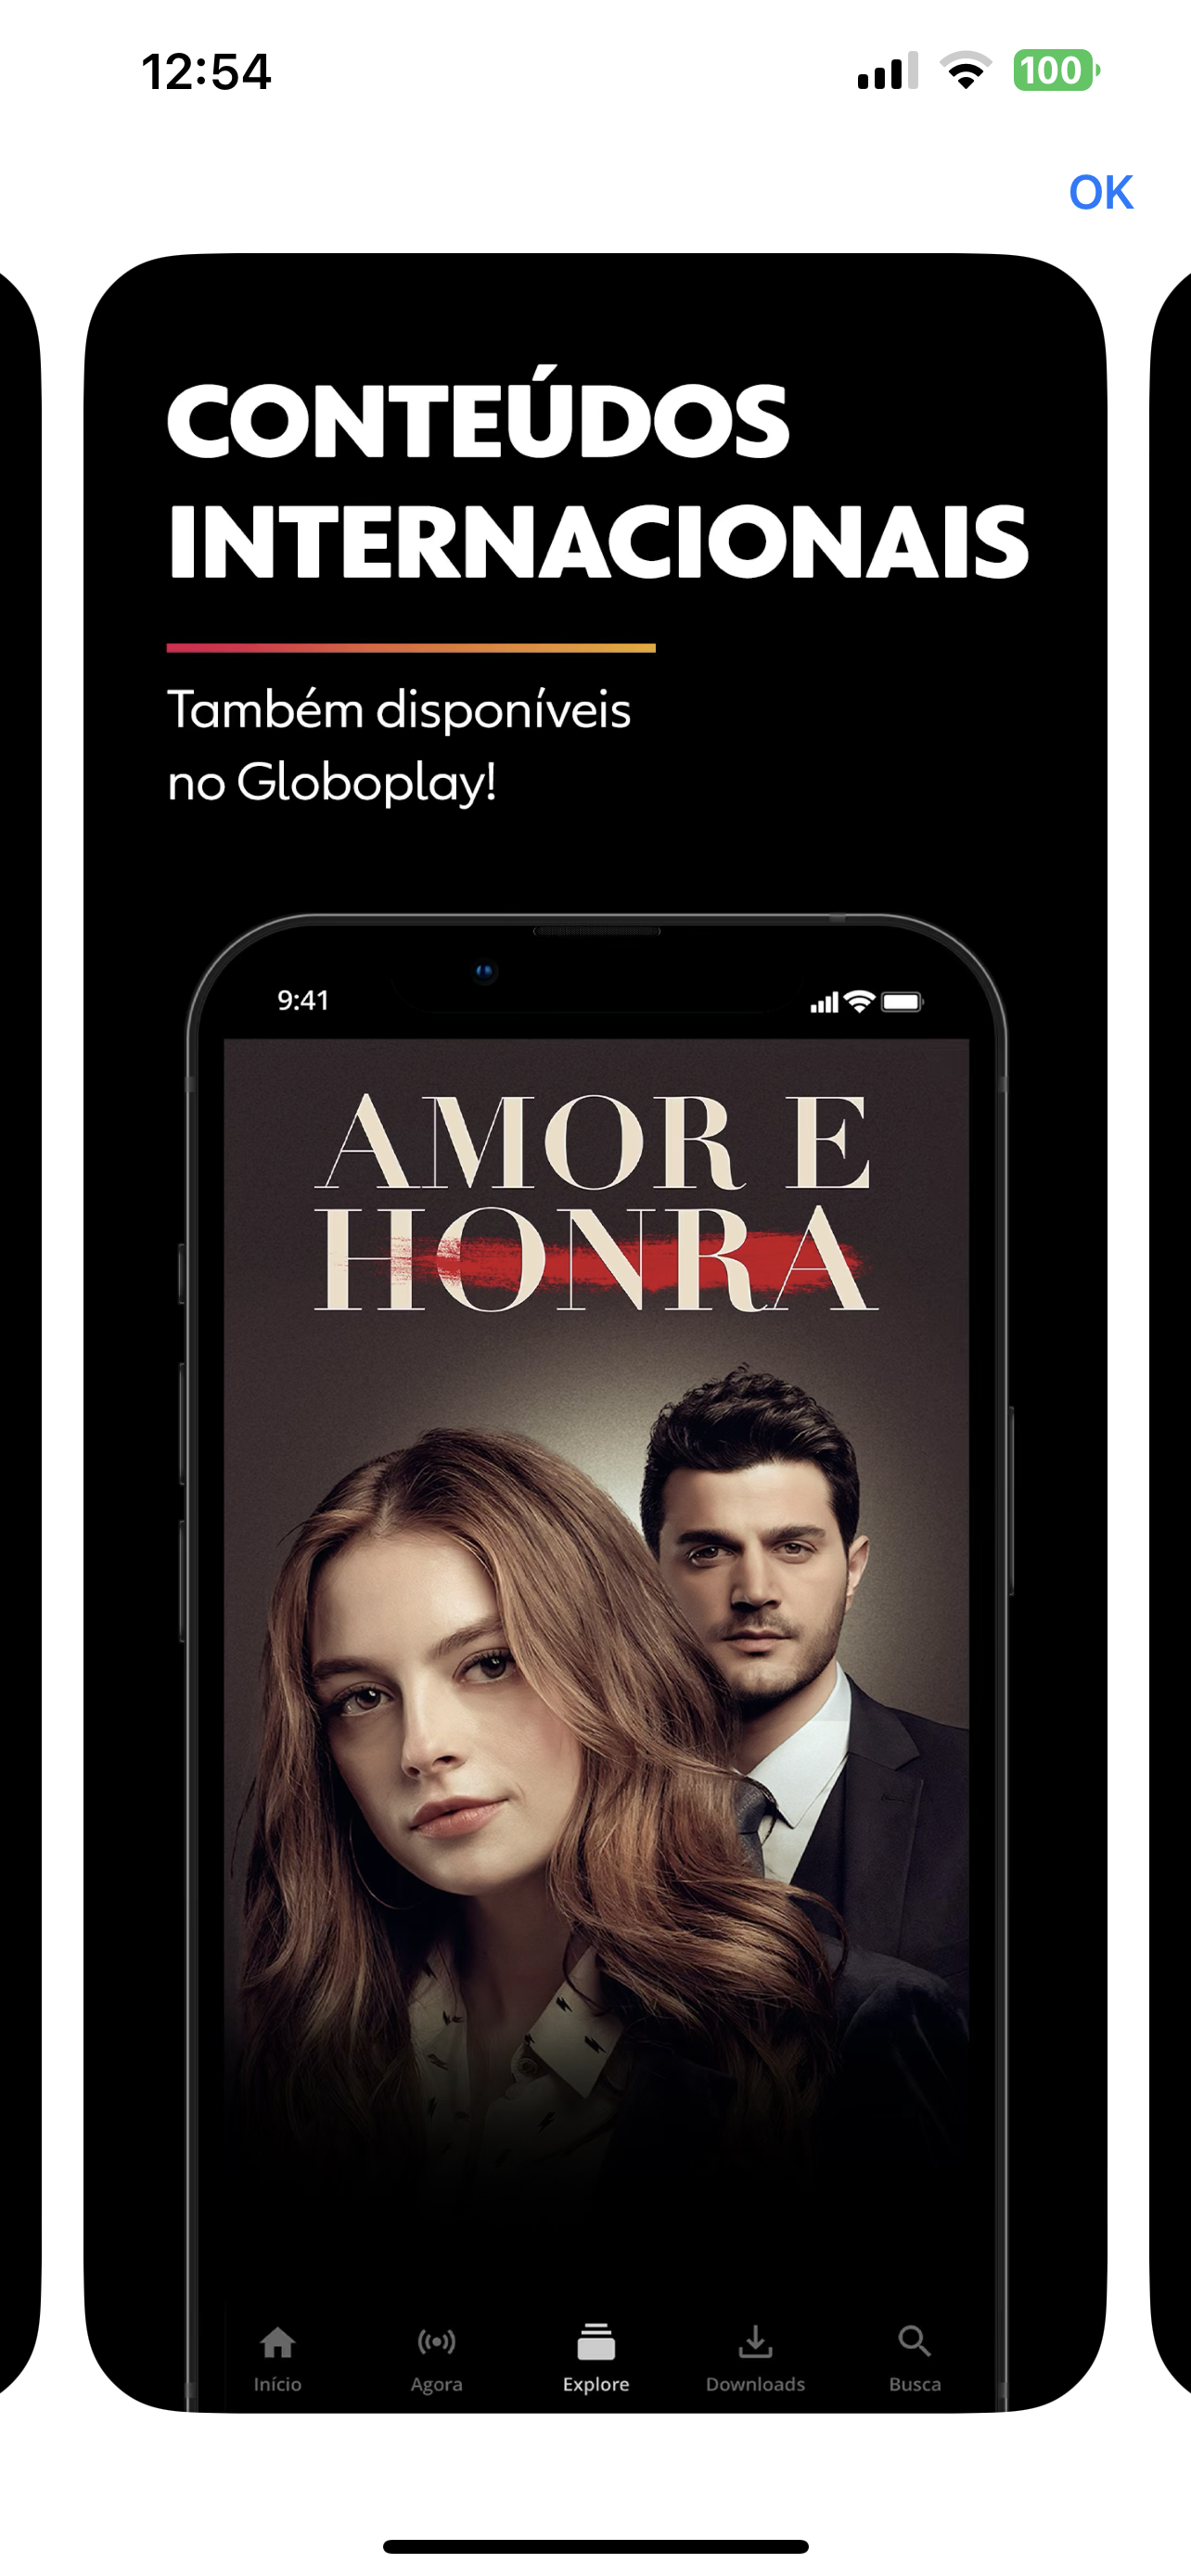 12:54
100
OK
CONTEÚDOS
INTERNACIONAIS
Também disponíveis
no Globoplay!
9:41
AMOR E
HONRA
Início
Agora
Explore
Downloads
Busca